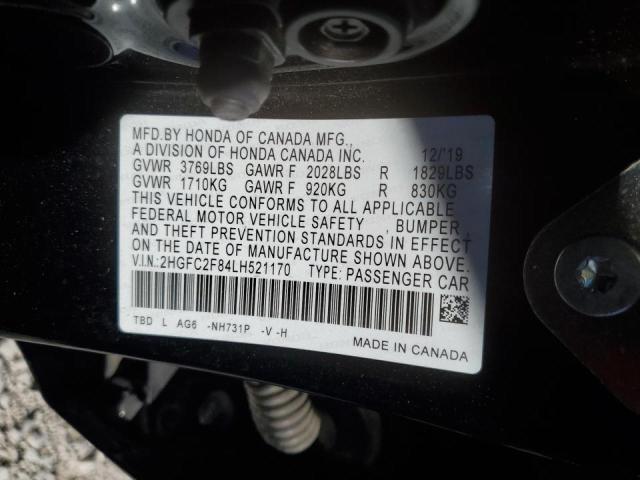 MFD.BY HONDA OF CANADA MFG.,
A DIVISION OF HONDA CANADA INC. 12/'19
GVWR 3769LBS GAWR F 2028LBS R 1829LBS
GVWR 1710KG GAWR F 920KG R 830KG
THIS VEHICLE CONFORMS TO ALL APPLICABLE
FEDERAL MOTOR VEHICLE SAFETY , BUMPER,
AND THEFT PREVENTION STANDARDS IN EFFECT
ON THE DATE OF MANUFACTURE SHOWN ABOVE.
V.I.N.:2HGFC2F84LH521170 TYPE: PASSENGER CAR
TBD L AG6 -NH731P -V -H
MADE IN CANADA